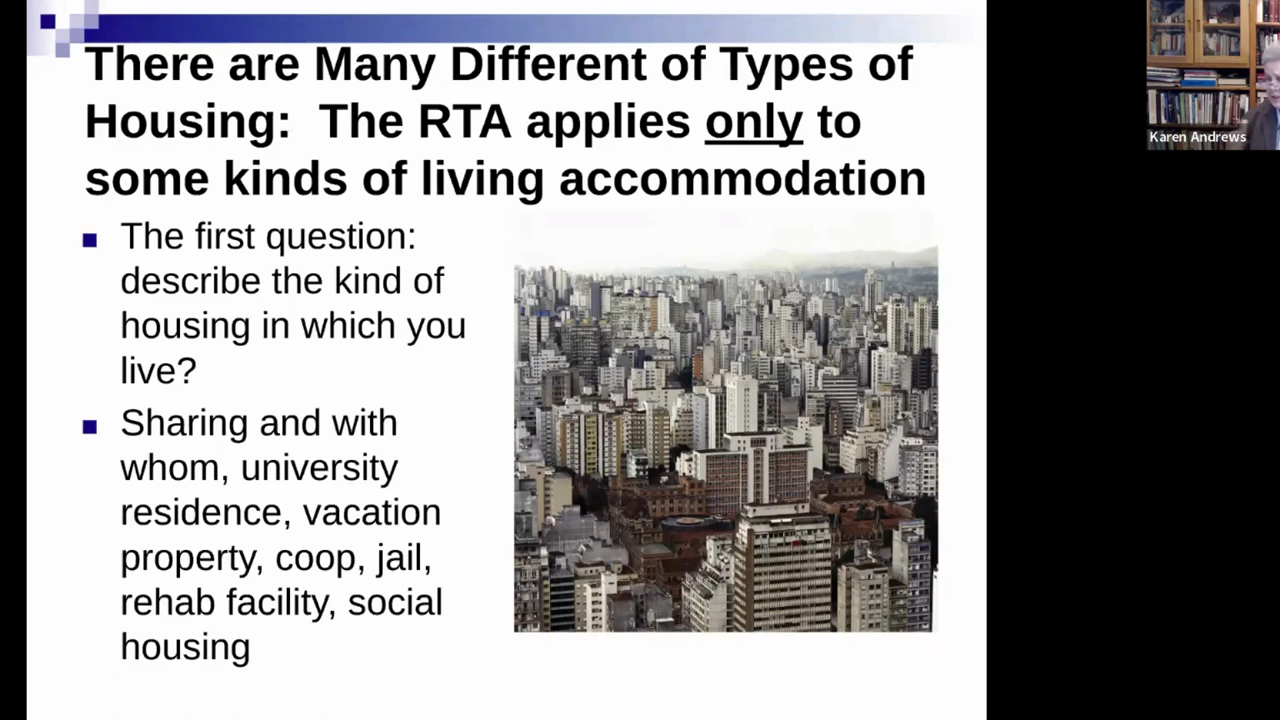 There are Many Different of Types of
Housing:  The RTA applies only to
some kinds of living accommodation
The first question:
describe the kind of
housing in which you
live?
Sharing and with
whom, university
residence, vacation
property, coop, jail,
rehab facility, social
housing
Karen Andrews